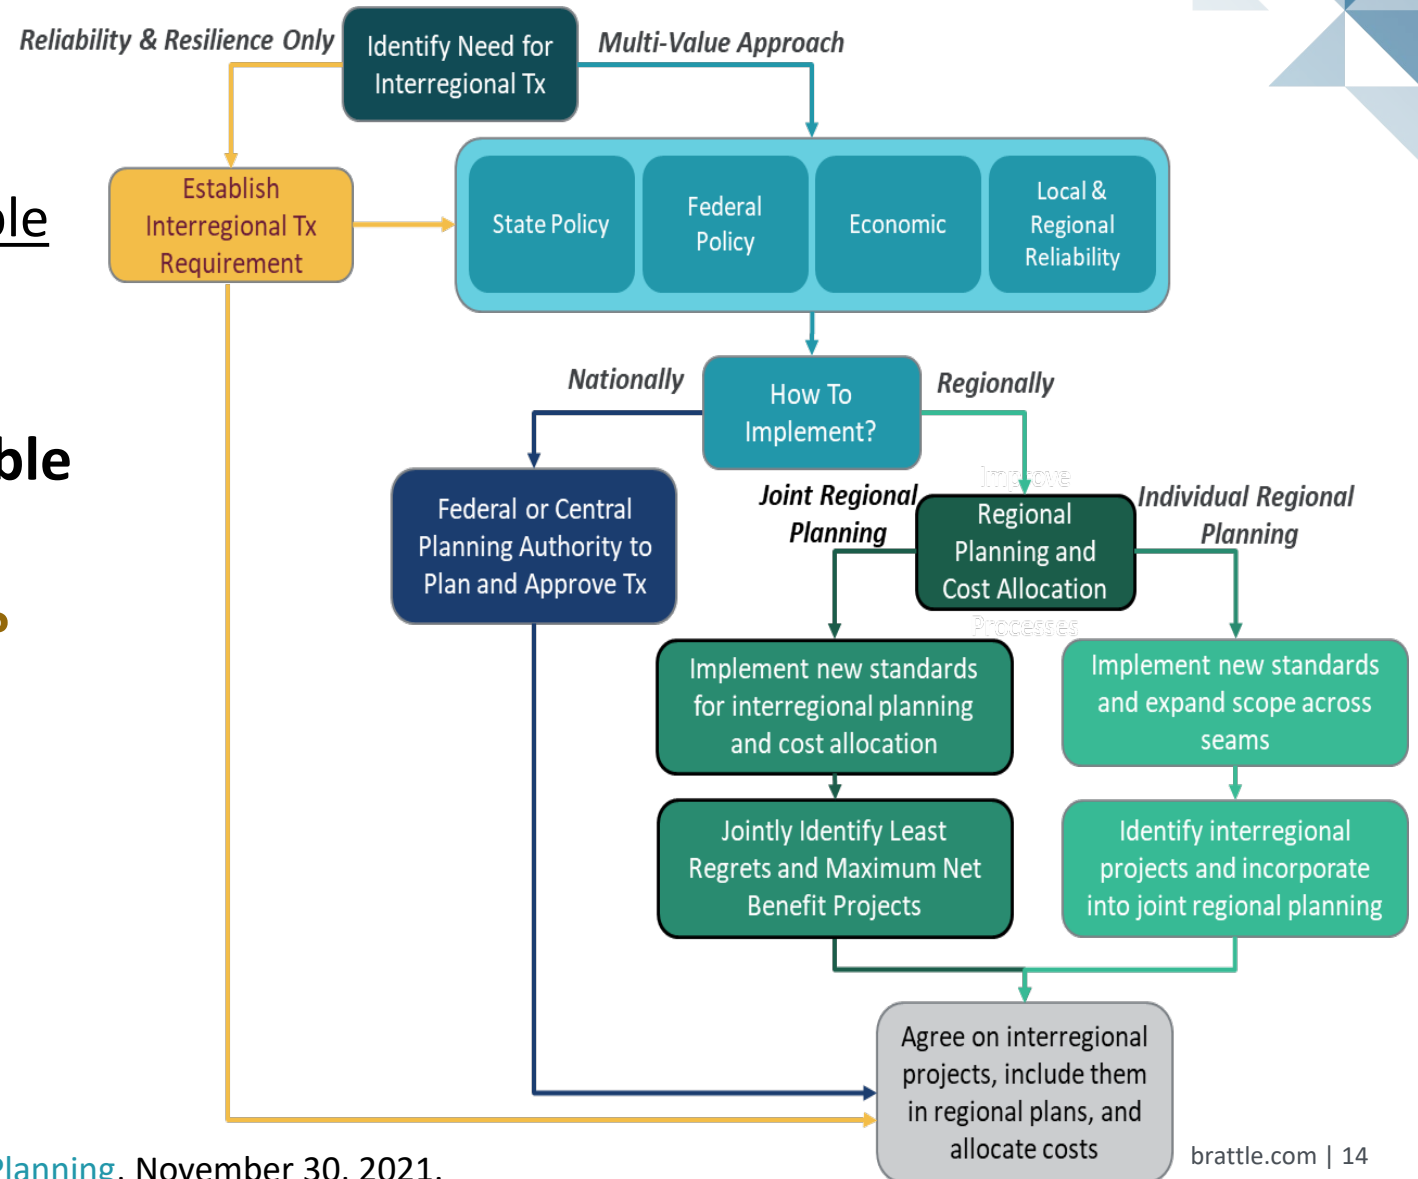 Reliability & Resilience Only
Identify Need for
Interregional Tx
Multi-Value Approach
Establish
Interregional Tx
Requirement
State Policy
Federal
Policy
Economic
Local &
Regional
Reliability
Nationally
How To
Implement?
Regionally
Federal or Central
Planning Authority to
Plan and Approve Tx
Joint Regional
Planning
Improve
Regional
Planning and
Cost Allocation
Processes
Individual Regional
Planning
Implement new standards
for interregional planning
and cost allocation
Implement new standards
and expand scope across
seams
Jointly Identify Least
Regrets and Maximum Net
Benefit Projects
Identify interregional
projects and incorporate
into joint regional planning
Agree on interregional
projects, include them
in regional plans, and
allocate costs
Planning, November 30, 2021.
brattle.com | 14